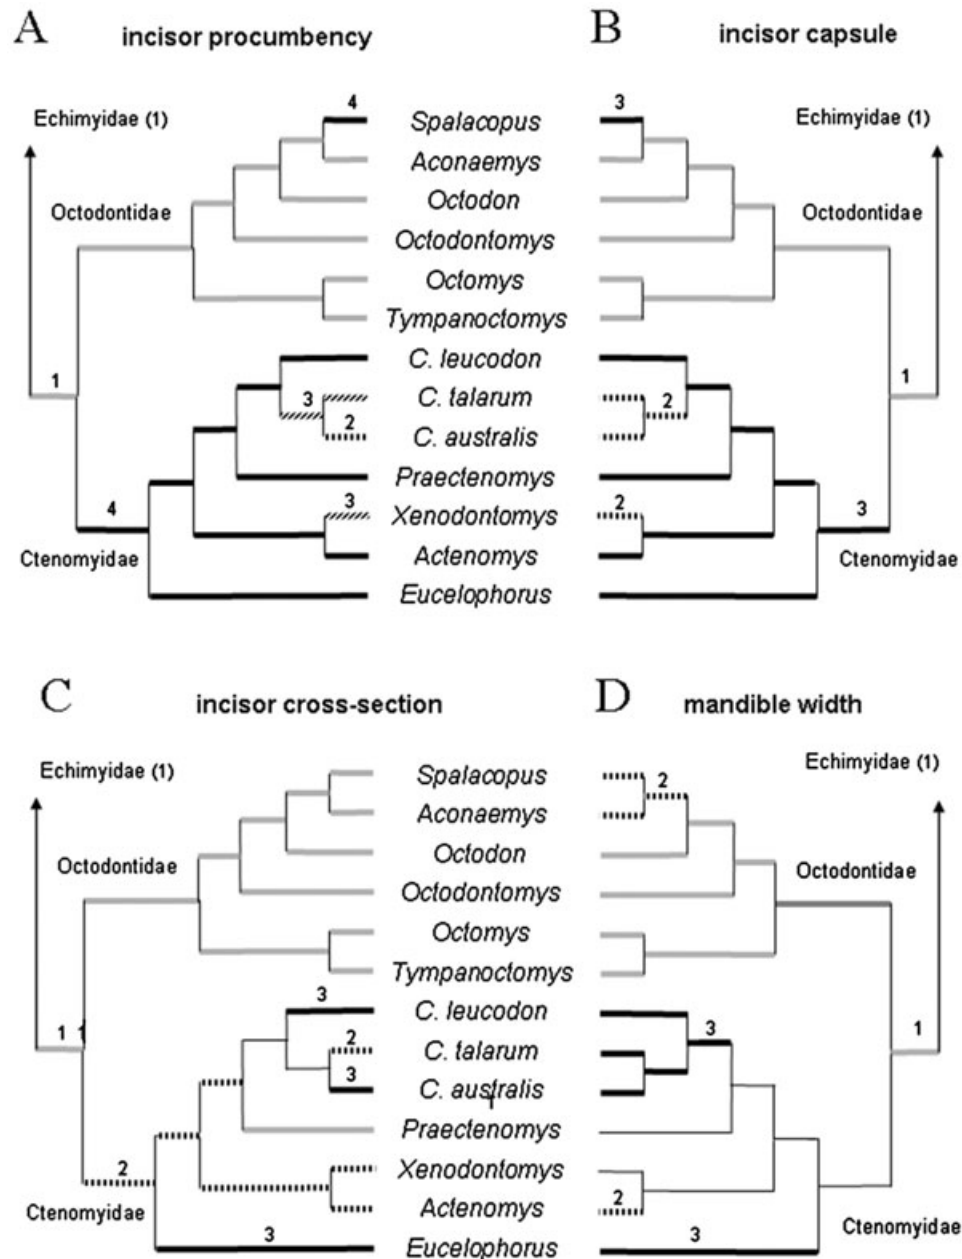 A incisor procumbency
B incisor capsule
Echimyidae (1)
4
Spalacopus
3
Echimyidae (1)
Aconaemys
Octodontidae
Octodon
Octodontidae
Octodontomys
Octomys
Tympanoctomys
C. leucodon
1
3
C. talarum
2
1
2
C. australis
Praectenomys
4
3
Xenodontomys
2
3
Ctenomyidae
Actenomys
Ctenomyidae
Eucelophorus
C incisor cross-section
D mandible width
Echimyidae (1)
Spalacopus
2
Echimyidae (1)
Aconaemys
Octodontidae
Octodon
Octodontidae
Octodontomys
Octomys
Tympanoctomys
3
C. leucodon
3
1 1
2
C. talarum
1
3
C. australis
Praectenomys
2
Xenodontomys
Ctenomyidae
Actenomys
2
Ctenomyidae
3
Eucelophorus
3